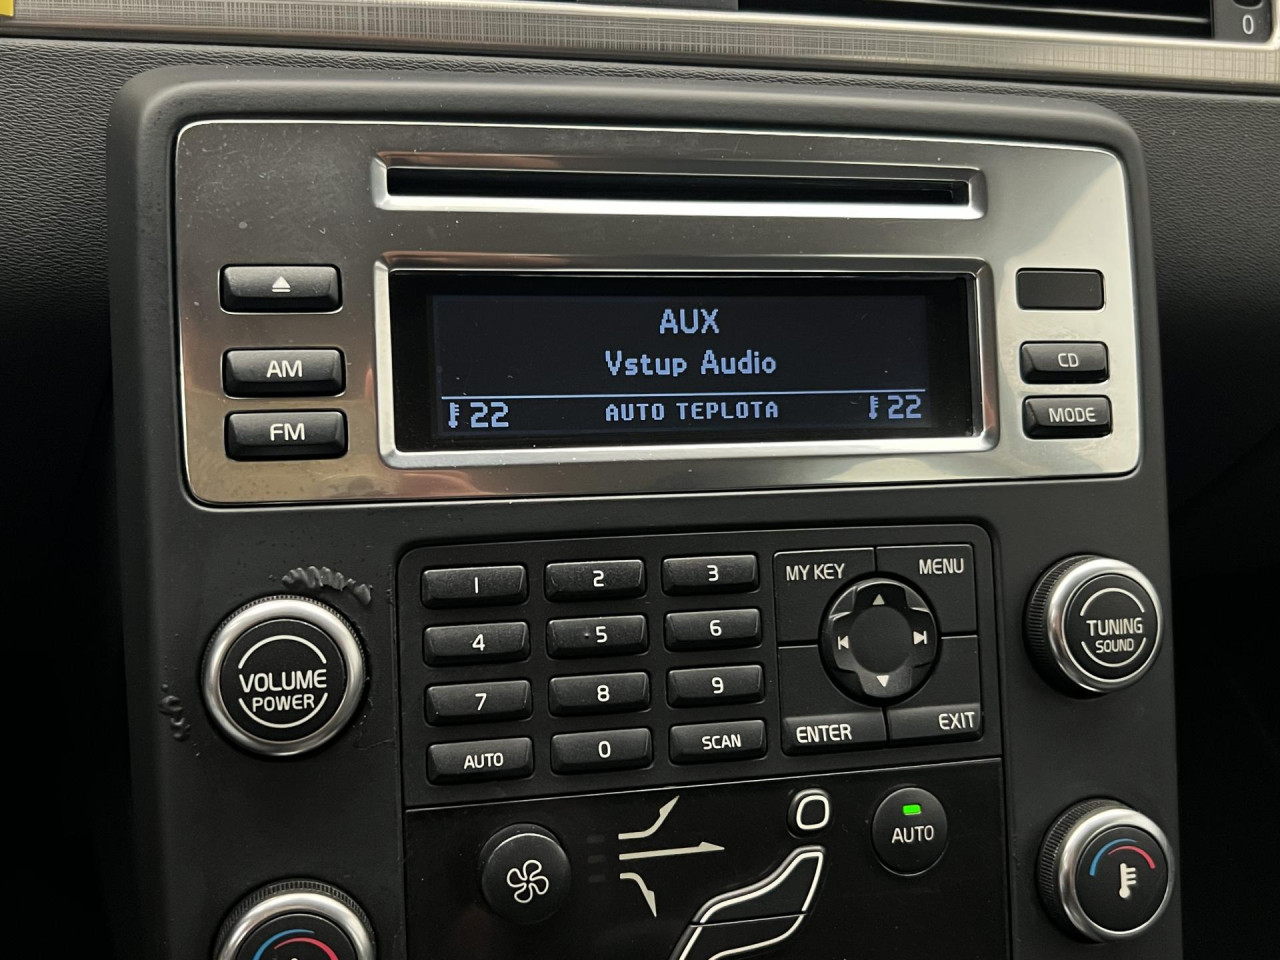 0
AUX
Vstup Audio
22 AUTO TEPLOTA 22
AM
FM
CD
MODE
1 2 3
4 5 6
7 8 9
AUTO 0 SCAN
MY KEY MENU
ENTER EXIT
VOLUME
POWER
TUNING
SOUND
AUTO